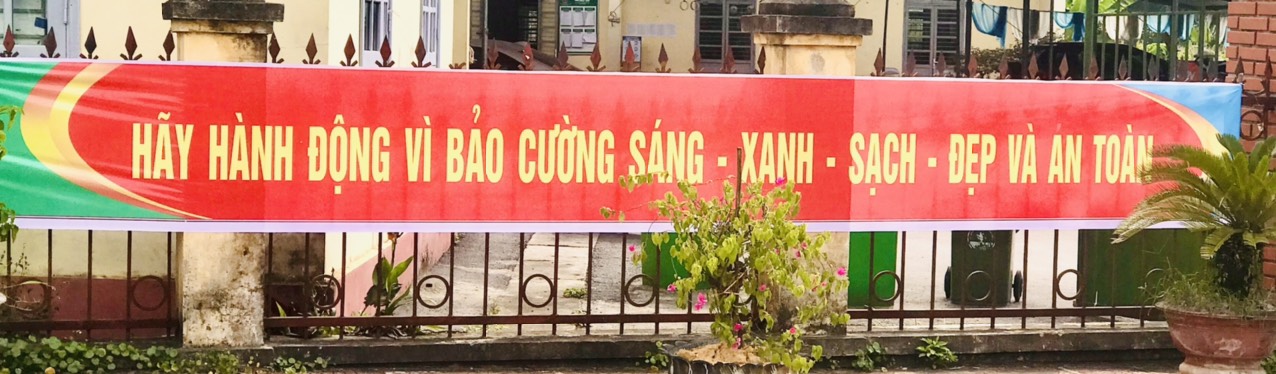 HÃY HÀNH ĐỘNG VÌ BẢO CƯỜNG SÁNG - XANH - SẠCH - ĐẸP VÀ AN TOÀN